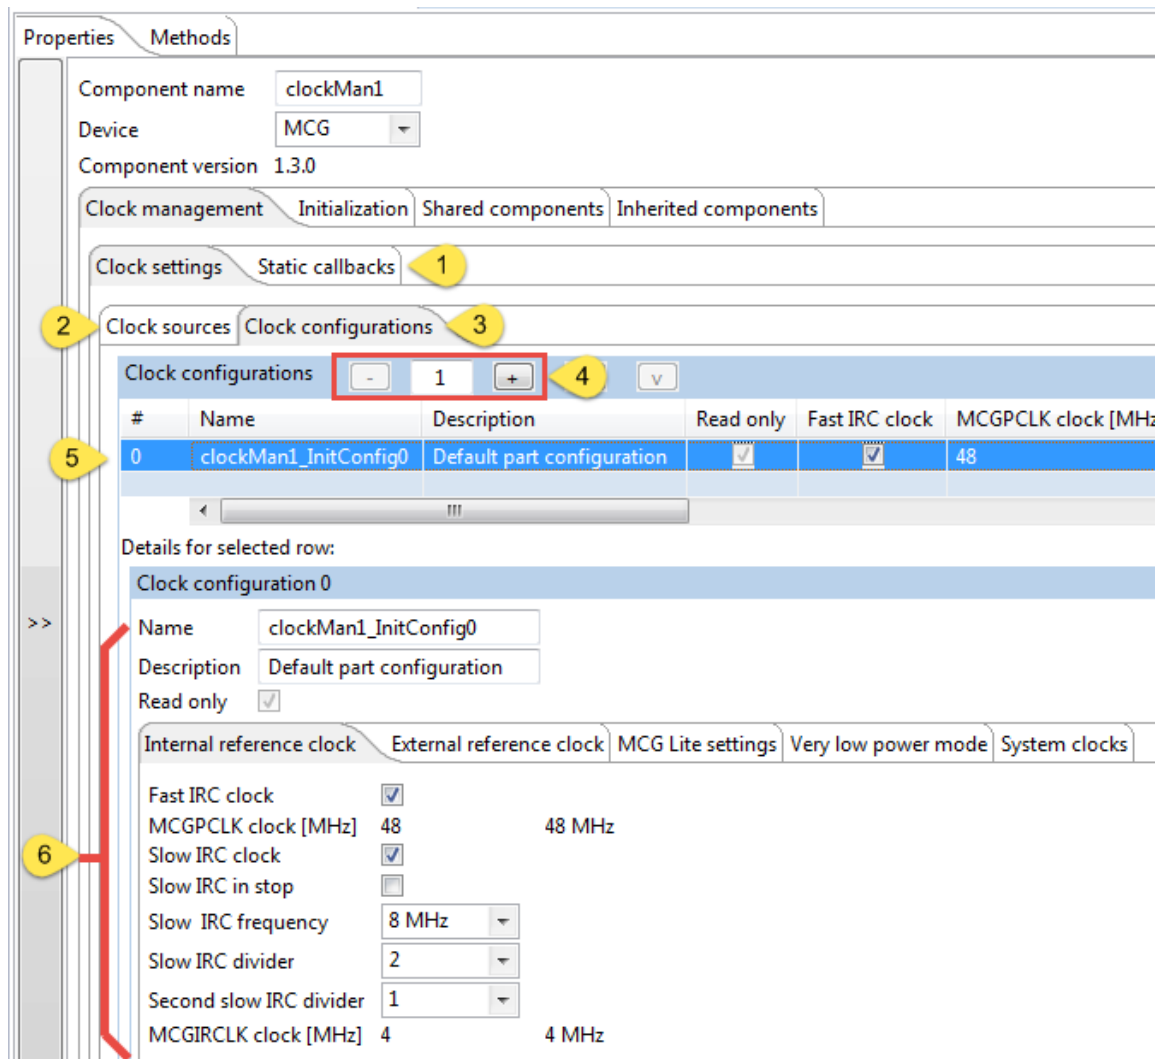 Properties Methods
Component name clockMan1
Device MCG
Component version 1.3.0
Clock management Initialization Shared components Inherited components
Clock settings Static callbacks 1
2 Clock sources Clock configurations 3
Clock configurations - 1 + 4 v
# Name Description Read only Fast IRC clock MCGPCLK clock [MHz
5 0 clockMan1_InitConfig0 Default part configuration 48
Details for selected row:
Clock configuration 0
>>
Name clockMan1_InitConfig0
Description Default part configuration
Read only
Internal reference clock External reference clock MCG Lite settings Very low power mode System clocks
Fast IRC clock
MCGPCLK clock [MHz] 48 48 MHz
6 Slow IRC clock
Slow IRC in stop
Slow IRC frequency 8 MHz
Slow IRC divider 2
Second slow IRC divider 1
MCGIRCLK clock [MHz] 4 4 MHz